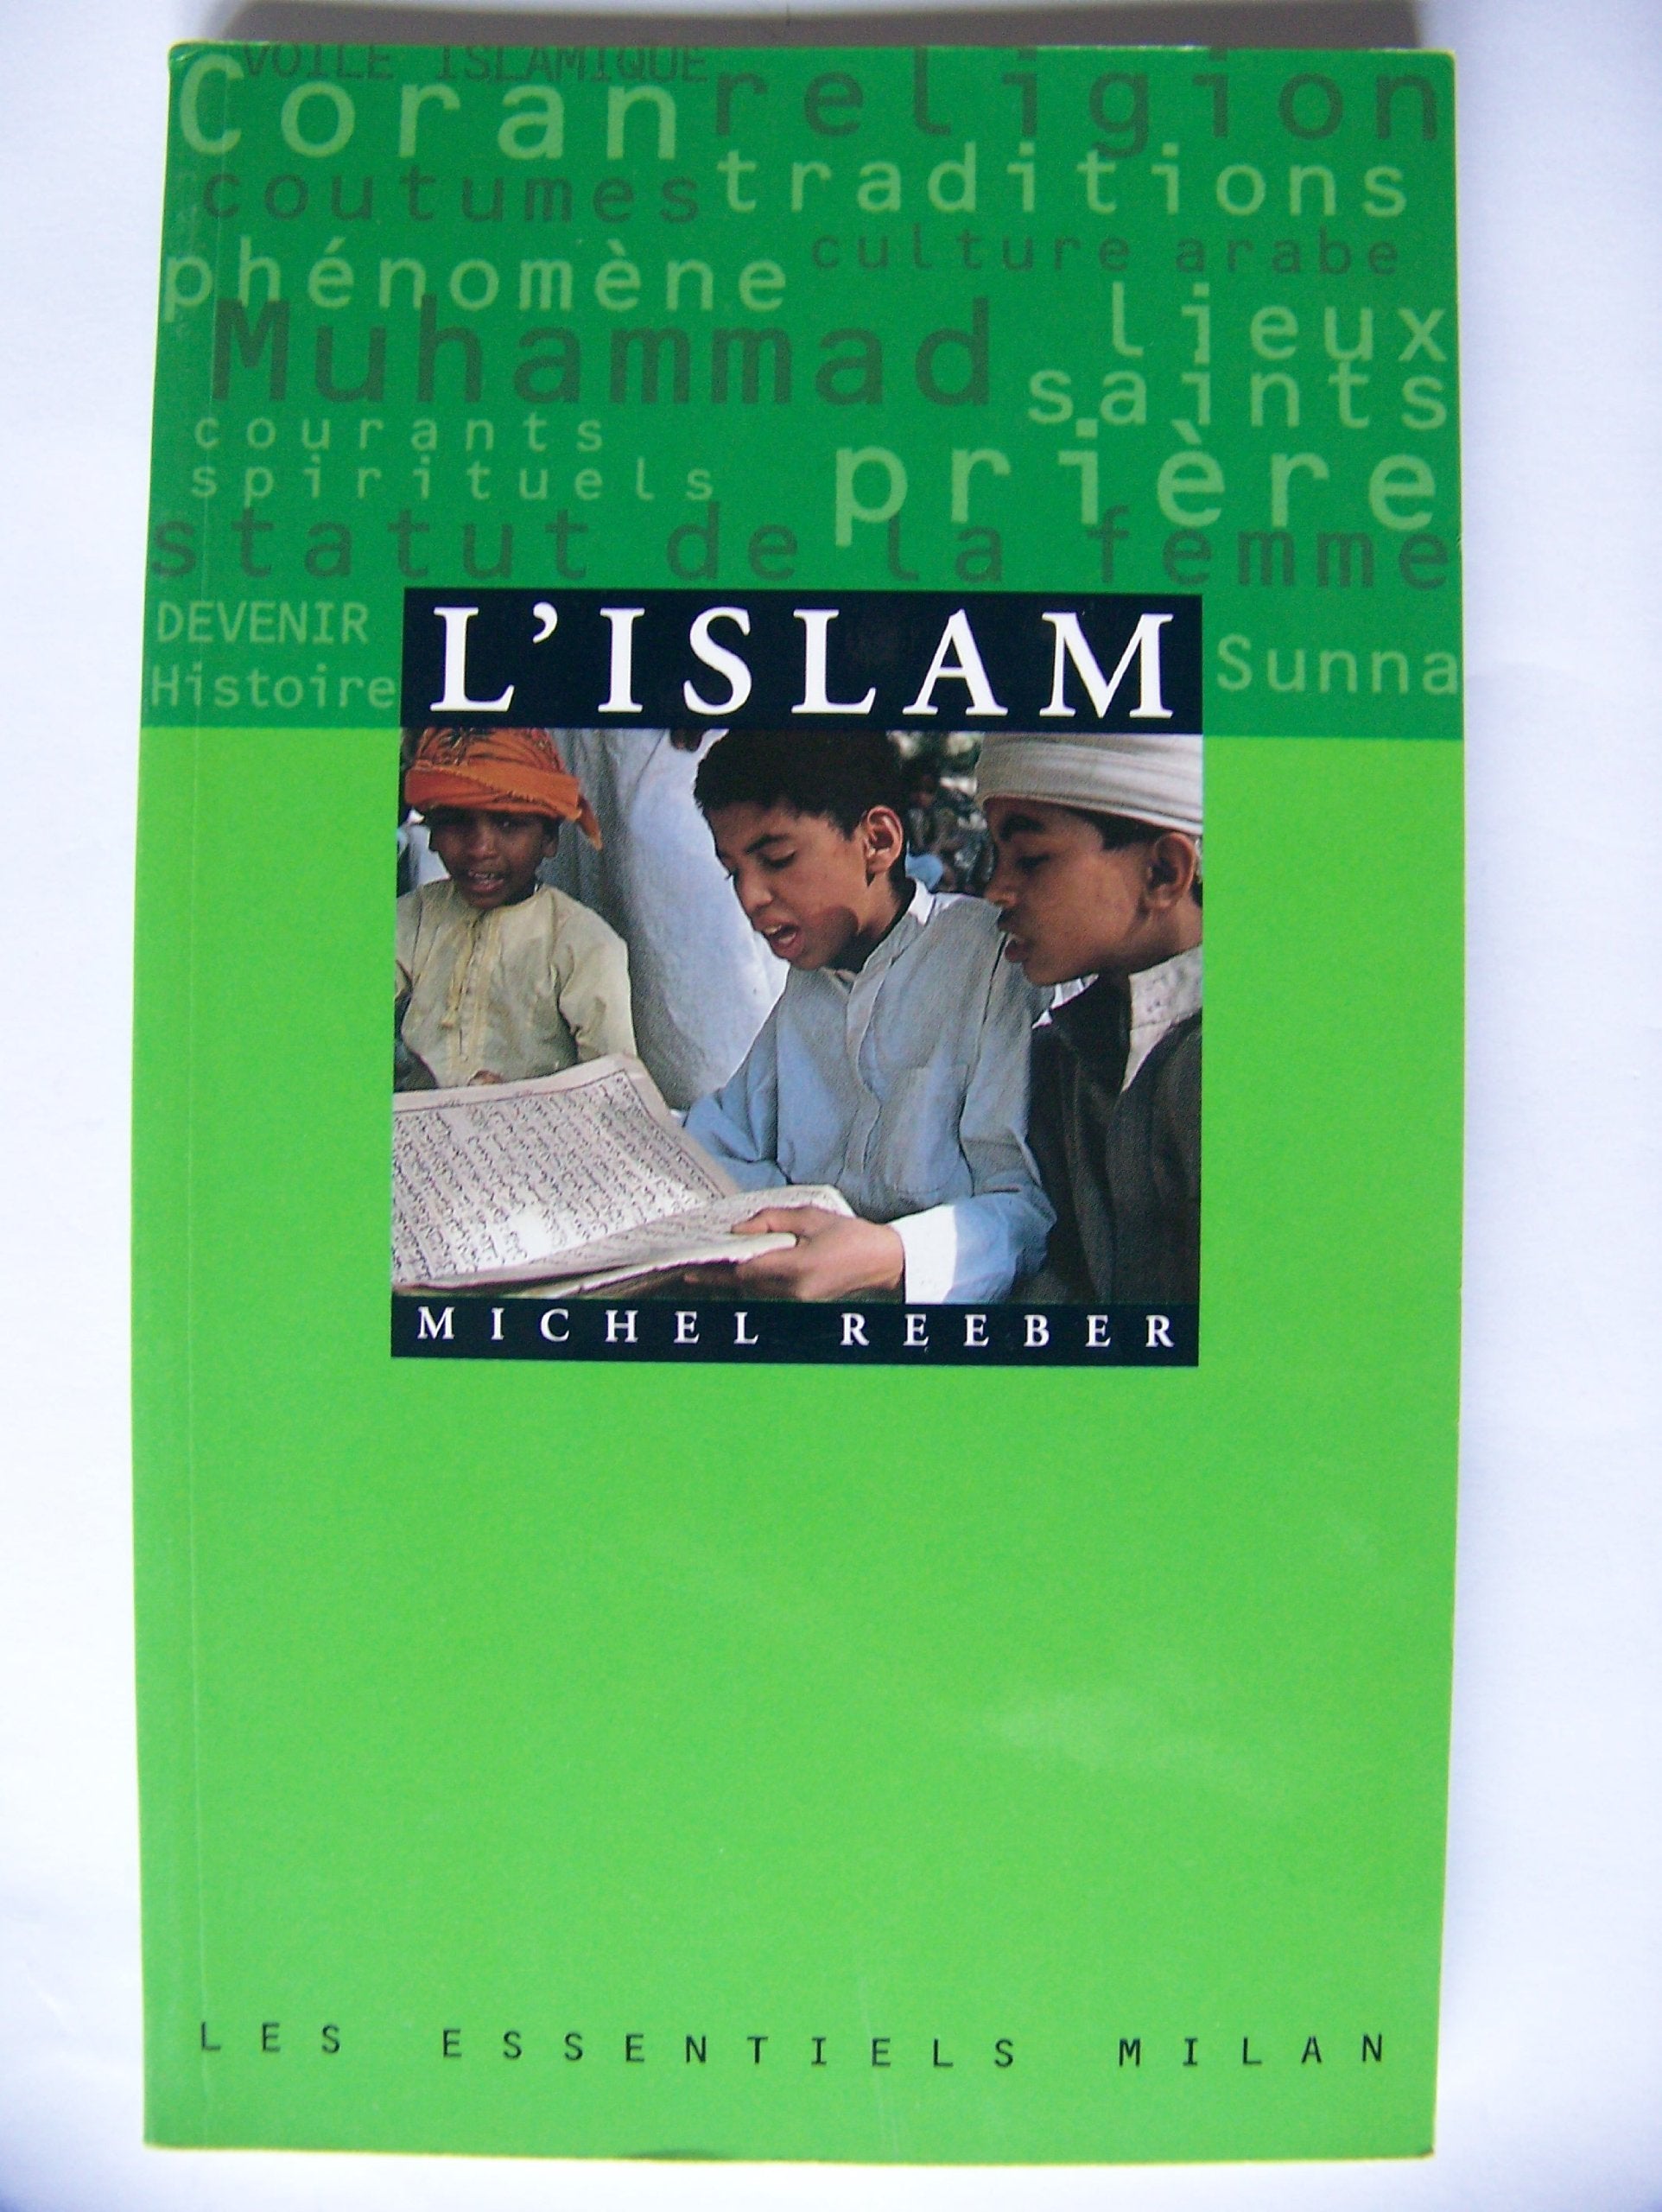 VOILE ISLAMIQUE
Coran religion
coutumes traditions
phénomène culture arabe
Muhammad lieux
saints
courants
spirituels prière
statut de la femme
DEVENIR
L'ISLAM
Histoire Sunna
MICHEL REEBER
LES ESSENTIELS MILAN